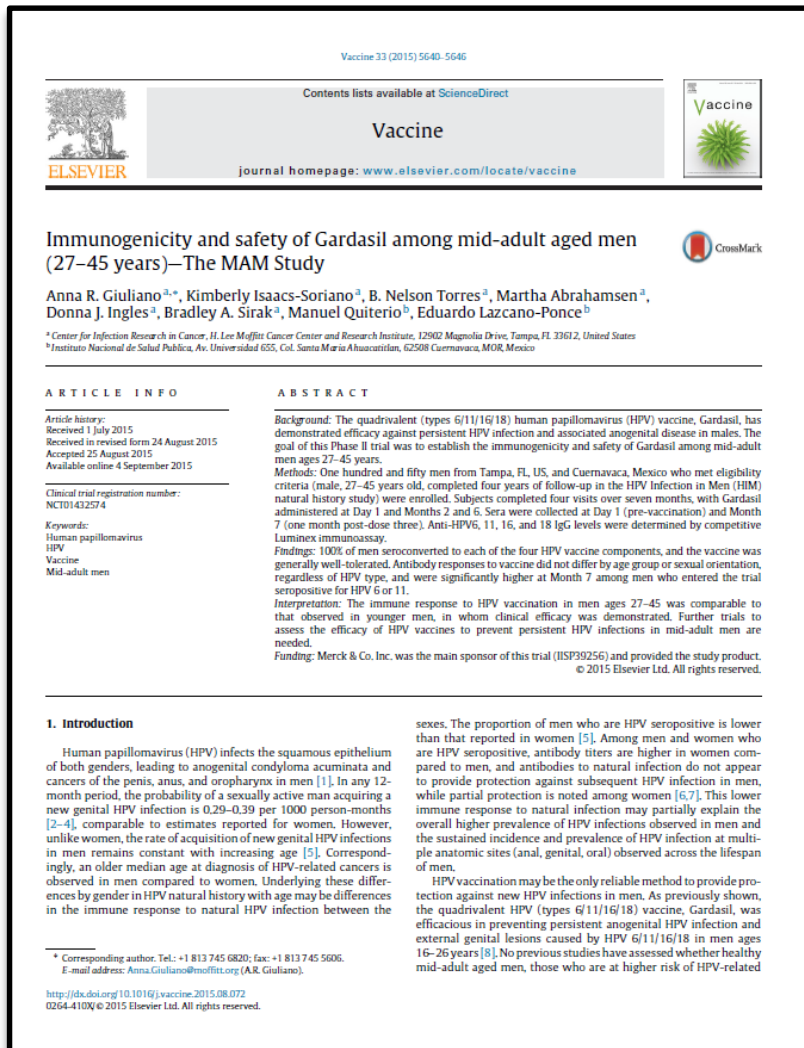 Vaccine 33 (2015) 5640–5646
Contents lists available at ScienceDirect
Vaccine
journal homepage: www.elsevier.com/locate/vaccine
ELSEVIER
Vaccine
Immunogenicity and safety of Gardasil among mid-adult aged men
(27–45 years)—The MAM Study
CrossMark
Anna R. Giuliano a,*, Kimberly Isaacs-Soriano a, B. Nelson Torres a, Martha Abrahamsen a,
Donna J. Ingles a, Bradley A. Sirak a, Manuel Quiterio b, Eduardo Lazcano-Ponce b
a Center for Infection Research in Cancer, H. Lee Moffitt Cancer Center and Research Institute, 12902 Magnolia Drive, Tampa, FL 33612, United States
b Instituto Nacional de Salud Publica, Av. Universidad 655, Col. Santa Maria Ahuacatitlan, 62508 Cuernavaca, MOR, Mexico
ARTICLE INFO
Article history:
Received 1 July 2015
Received in revised form 24 August 2015
Accepted 25 August 2015
Available online 4 September 2015
Clinical trial registration number:
NCT01432574
Keywords:
Human papillomavirus
HPV
Vaccine
Mid-adult men
ABSTRACT
Background: The quadrivalent (types 6/11/16/18) human papillomavirus (HPV) vaccine, Gardasil, has
demonstrated efficacy against persistent HPV infection and associated anogenital disease in males. The
goal of this Phase II trial was to establish the immunogenicity and safety of Gardasil among mid-adult
men ages 27–45 years.
Methods: One hundred and fifty men from Tampa, FL, US, and Cuernavaca, Mexico who met eligibility
criteria (male, 27–45 years old, completed four years of follow-up in the HPV Infection in Men (HIM)
natural history study) were enrolled. Subjects completed four visits over seven months, with Gardasil
administered at Day 1 and Months 2 and 6. Sera were collected at Day 1 (pre-vaccination) and Month
7 (one month post-dose three). Anti-HPV6, 11, 16, and 18 IgG levels were determined by competitive
Luminex immunoassay.
Findings: 100% of men seroconverted to each of the four HPV vaccine components, and the vaccine was
generally well-tolerated. Antibody responses to vaccine did not differ by age group or sexual orientation,
regardless of HPV type, and were significantly higher at Month 7 among men who entered the trial
seropositive for HPV 6 or 11.
Interpretation: The immune response to HPV vaccination in men ages 27–45 was comparable to
that observed in younger men, in whom clinical efficacy was demonstrated. Further trials to
assess the efficacy of HPV vaccines to prevent persistent HPV infections in mid-adult men are
needed.
Funding: Merck & Co. Inc. was the main sponsor of this trial (IISP39256) and provided the study product.
© 2015 Elsevier Ltd. All rights reserved.
1. Introduction
Human papillomavirus (HPV) infects the squamous epithelium
of both genders, leading to anogenital condyloma acuminata and
cancers of the penis, anus, and oropharynx in men [1]. In any 12-
month period, the probability of a sexually active man acquiring a
new genital HPV infection is 0.29–0.39 per 1000 person-months
[2–4], comparable to estimates reported for women. However,
unlike women, the rate of acquisition of new genital HPV infections
in men remains constant with increasing age [5]. Correspond-
ingly, an older median age at diagnosis of HPV-related cancers is
observed in men compared to women. Underlying these differ-
ences by gender in HPV natural history with age may be differences
in the immune response to natural HPV infection between the
sexes. The proportion of men who are HPV seropositive is lower
than that reported in women [5]. Among men and women who
are HPV seropositive, antibody titers are higher in women com-
pared to men, and antibodies to natural infection do not appear
to provide protection against subsequent HPV infection in men,
while partial protection is noted among women [6,7]. This lower
immune response to natural infection may partially explain the
overall higher prevalence of HPV infections observed in men and
the sustained incidence and prevalence of HPV infection at multi-
ple anatomic sites (anal, genital, oral) observed across the lifespan
of men.
HPV vaccination may be the only reliable method to provide pro-
tection against new HPV infections in men. As previously shown,
the quadrivalent HPV (types 6/11/16/18) vaccine, Gardasil, was
efficacious in preventing persistent anogenital HPV infection and
external genital lesions caused by HPV 6/11/16/18 in men ages
16–26 years [8]. No previous studies have assessed whether healthy
mid-adult aged men, those who are at higher risk of HPV-related
* Corresponding author. Tel.: +1 813 745 6820; fax: +1 813 745 5606.
E-mail address: Anna.Giuliano@moffitt.org (A.R. Giuliano).
http://dx.doi.org/10.1016/j.vaccine.2015.08.072
0264-410X/© 2015 Elsevier Ltd. All rights reserved.